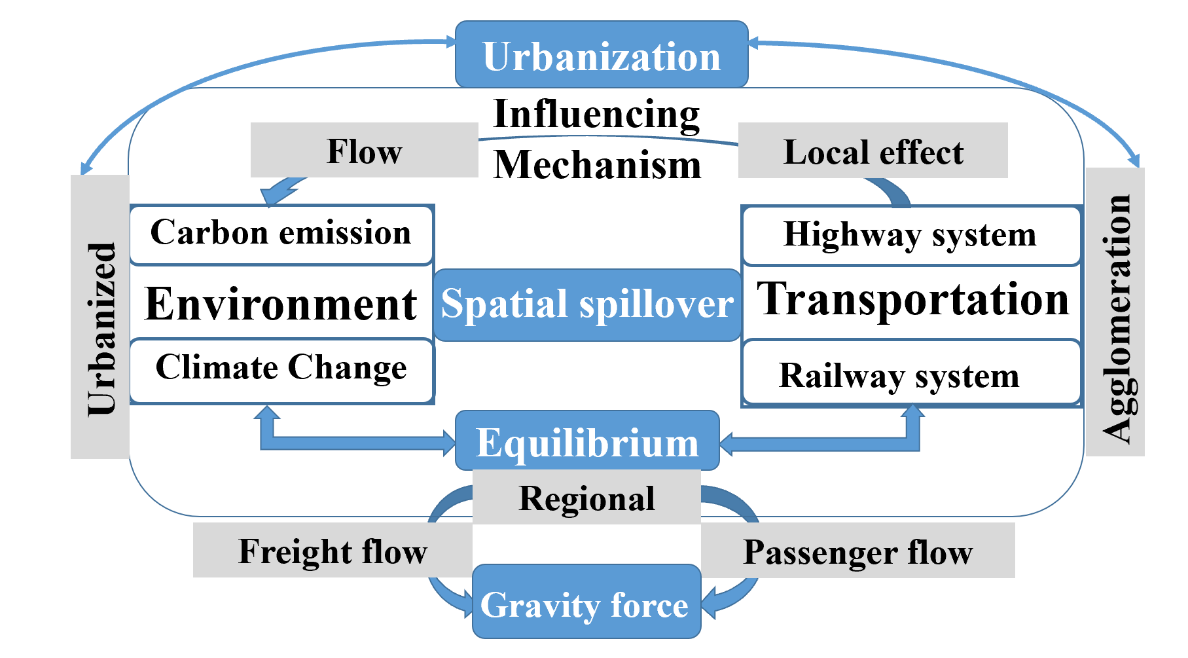 Urbanization
Influencing
Mechanism
Flow
Local effect
Urbanized
Carbon emission
Environment
Climate Change
Spatial spillover
Highway system
Transportation
Railway system
Agglomeration
Equilibrium
Regional
Freight flow
Passenger flow
Gravity force